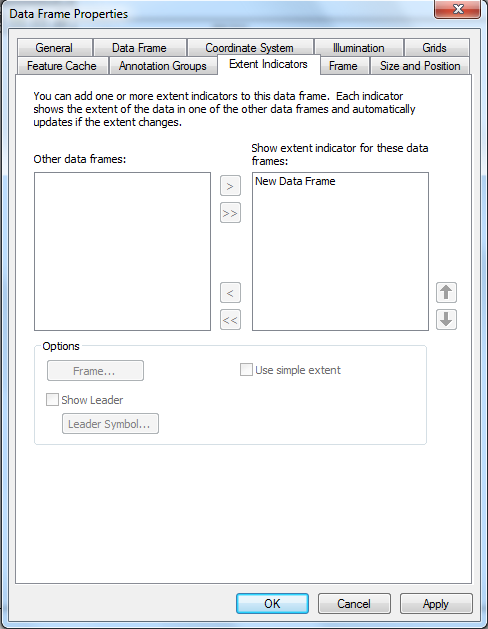 Data Frame Properties
General
Data Frame
Coordinate System
Illumination
Grids
Feature Cache
Annotation Groups
Extent Indicators
Frame
Size and Position
You can add one or more extent indicators to this data frame.  Each indicator
shows the extent of the data in one of the other data frames and automatically
updates if the extent changes.
Other data frames:
Show extent indicator for these data
frames:
New Data Frame
>
>>
<
<<
Options
Frame...
Use simple extent
Show Leader
Leader Symbol...
OK
Cancel
Apply